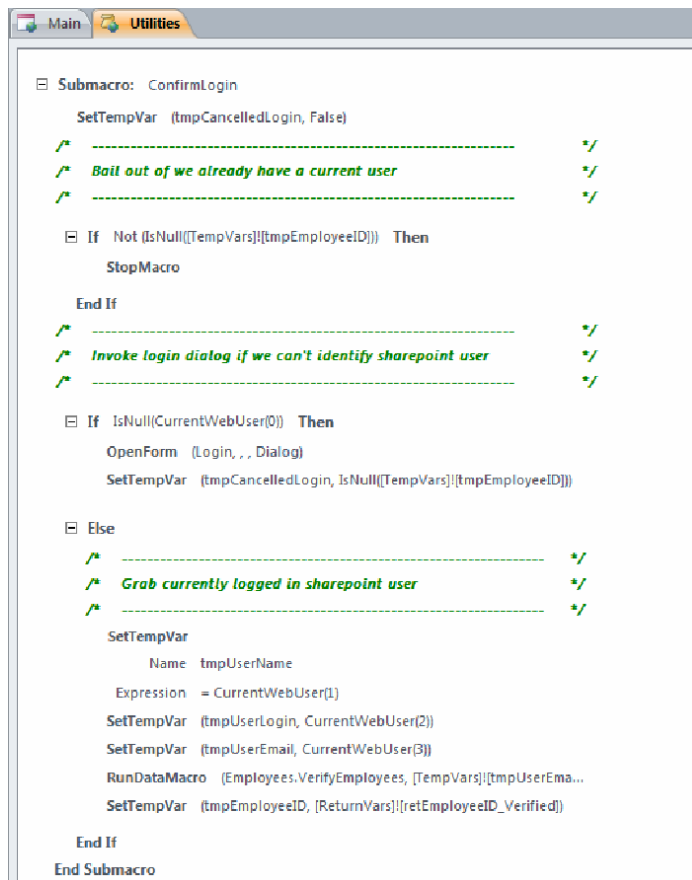 Main Utilities
Submacro: ConfirmLogin
SetTempVar (tmpCancelledLogin, False)
/* ----------------------------------------------------------------- */
/* Bail out of we already have a current user */
/* ----------------------------------------------------------------- */
If Not (IsNull([TempVars]![tmpEmployeeID])) Then
StopMacro
End If
/* ----------------------------------------------------------------- */
/* Invoke login dialog if we can't identify sharepoint user */
/* ----------------------------------------------------------------- */
If IsNull(CurrentWebUser(0)) Then
OpenForm (Login, , , Dialog)
SetTempVar (tmpCancelledLogin, IsNull([TempVars]![tmpEmployeeID]))
Else
/* ----------------------------------------------------------------- */
/* Grab currently logged in sharepoint user */
/* ----------------------------------------------------------------- */
SetTempVar
Name tmpUserName
Expression = CurrentWebUser(1)
SetTempVar (tmpUserLogin, CurrentWebUser(2))
SetTempVar (tmpUserEmail, CurrentWebUser(3))
RunDataMacro (Employees.VerifyEmployees, [TempVars]![tmpUserEma...
SetTempVar (tmpEmployeeID, [ReturnVars]![retEmployeeID_Verified])
End If
End Submacro